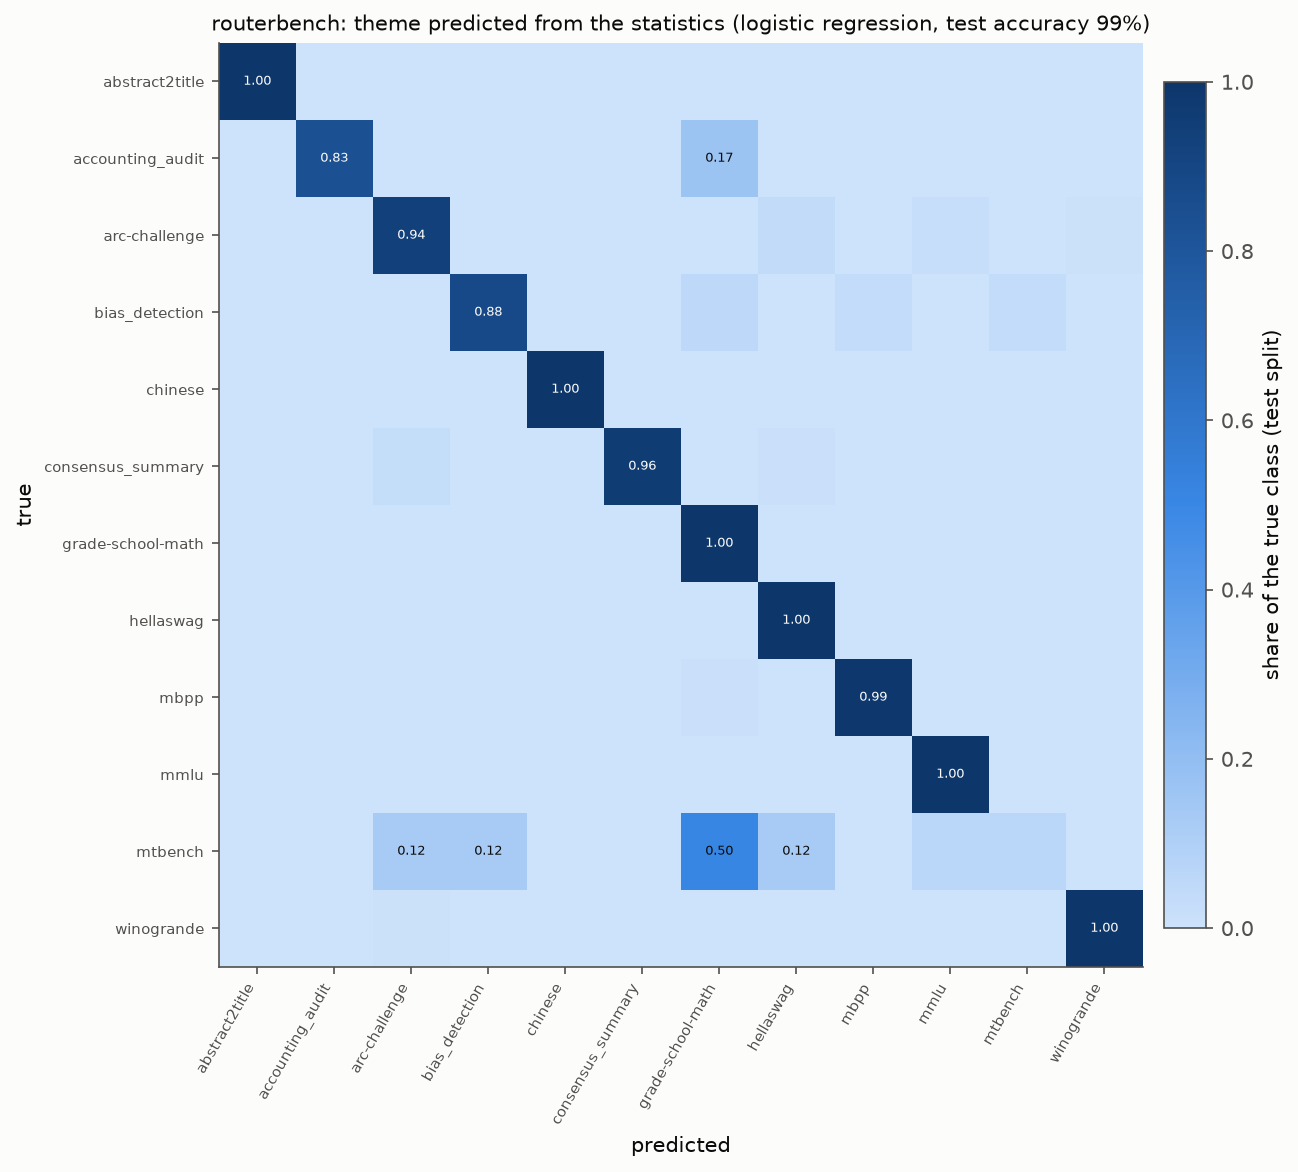 routerbench: theme predicted from the statistics (logistic regression, test accuracy 99%)
abstract2title
accounting_audit
arc-challenge
bias_detection
chinese
consensus_summary
grade-school-math
hellaswag
mbpp
mmlu
mtbench
winogrande
true
1.00
0.83
0.17
0.94
0.88
1.00
0.96
1.00
1.00
0.99
1.00
0.12
0.12
0.50
0.12
1.00
abstract2title
accounting_audit
arc-challenge
bias_detection
chinese
consensus_summary
grade-school-math
hellaswag
mbpp
mmlu
mtbench
winogrande
predicted
1.0
0.8
0.6
0.4
0.2
0.0
share of the true class (test split)